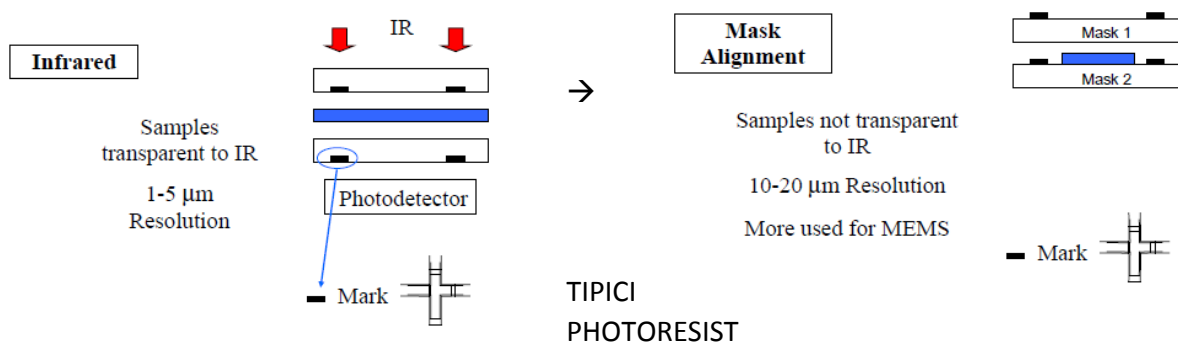 IR
Infrared
Samples
transparent to IR
1-5 μm
Resolution
Photodetector
Mark
→
Mask
Alignment
Mask 1
Mask 2
Samples not transparent
to IR
10-20 μm Resolution
More used for MEMS
Mark
TIPICI
PHOTORESIST